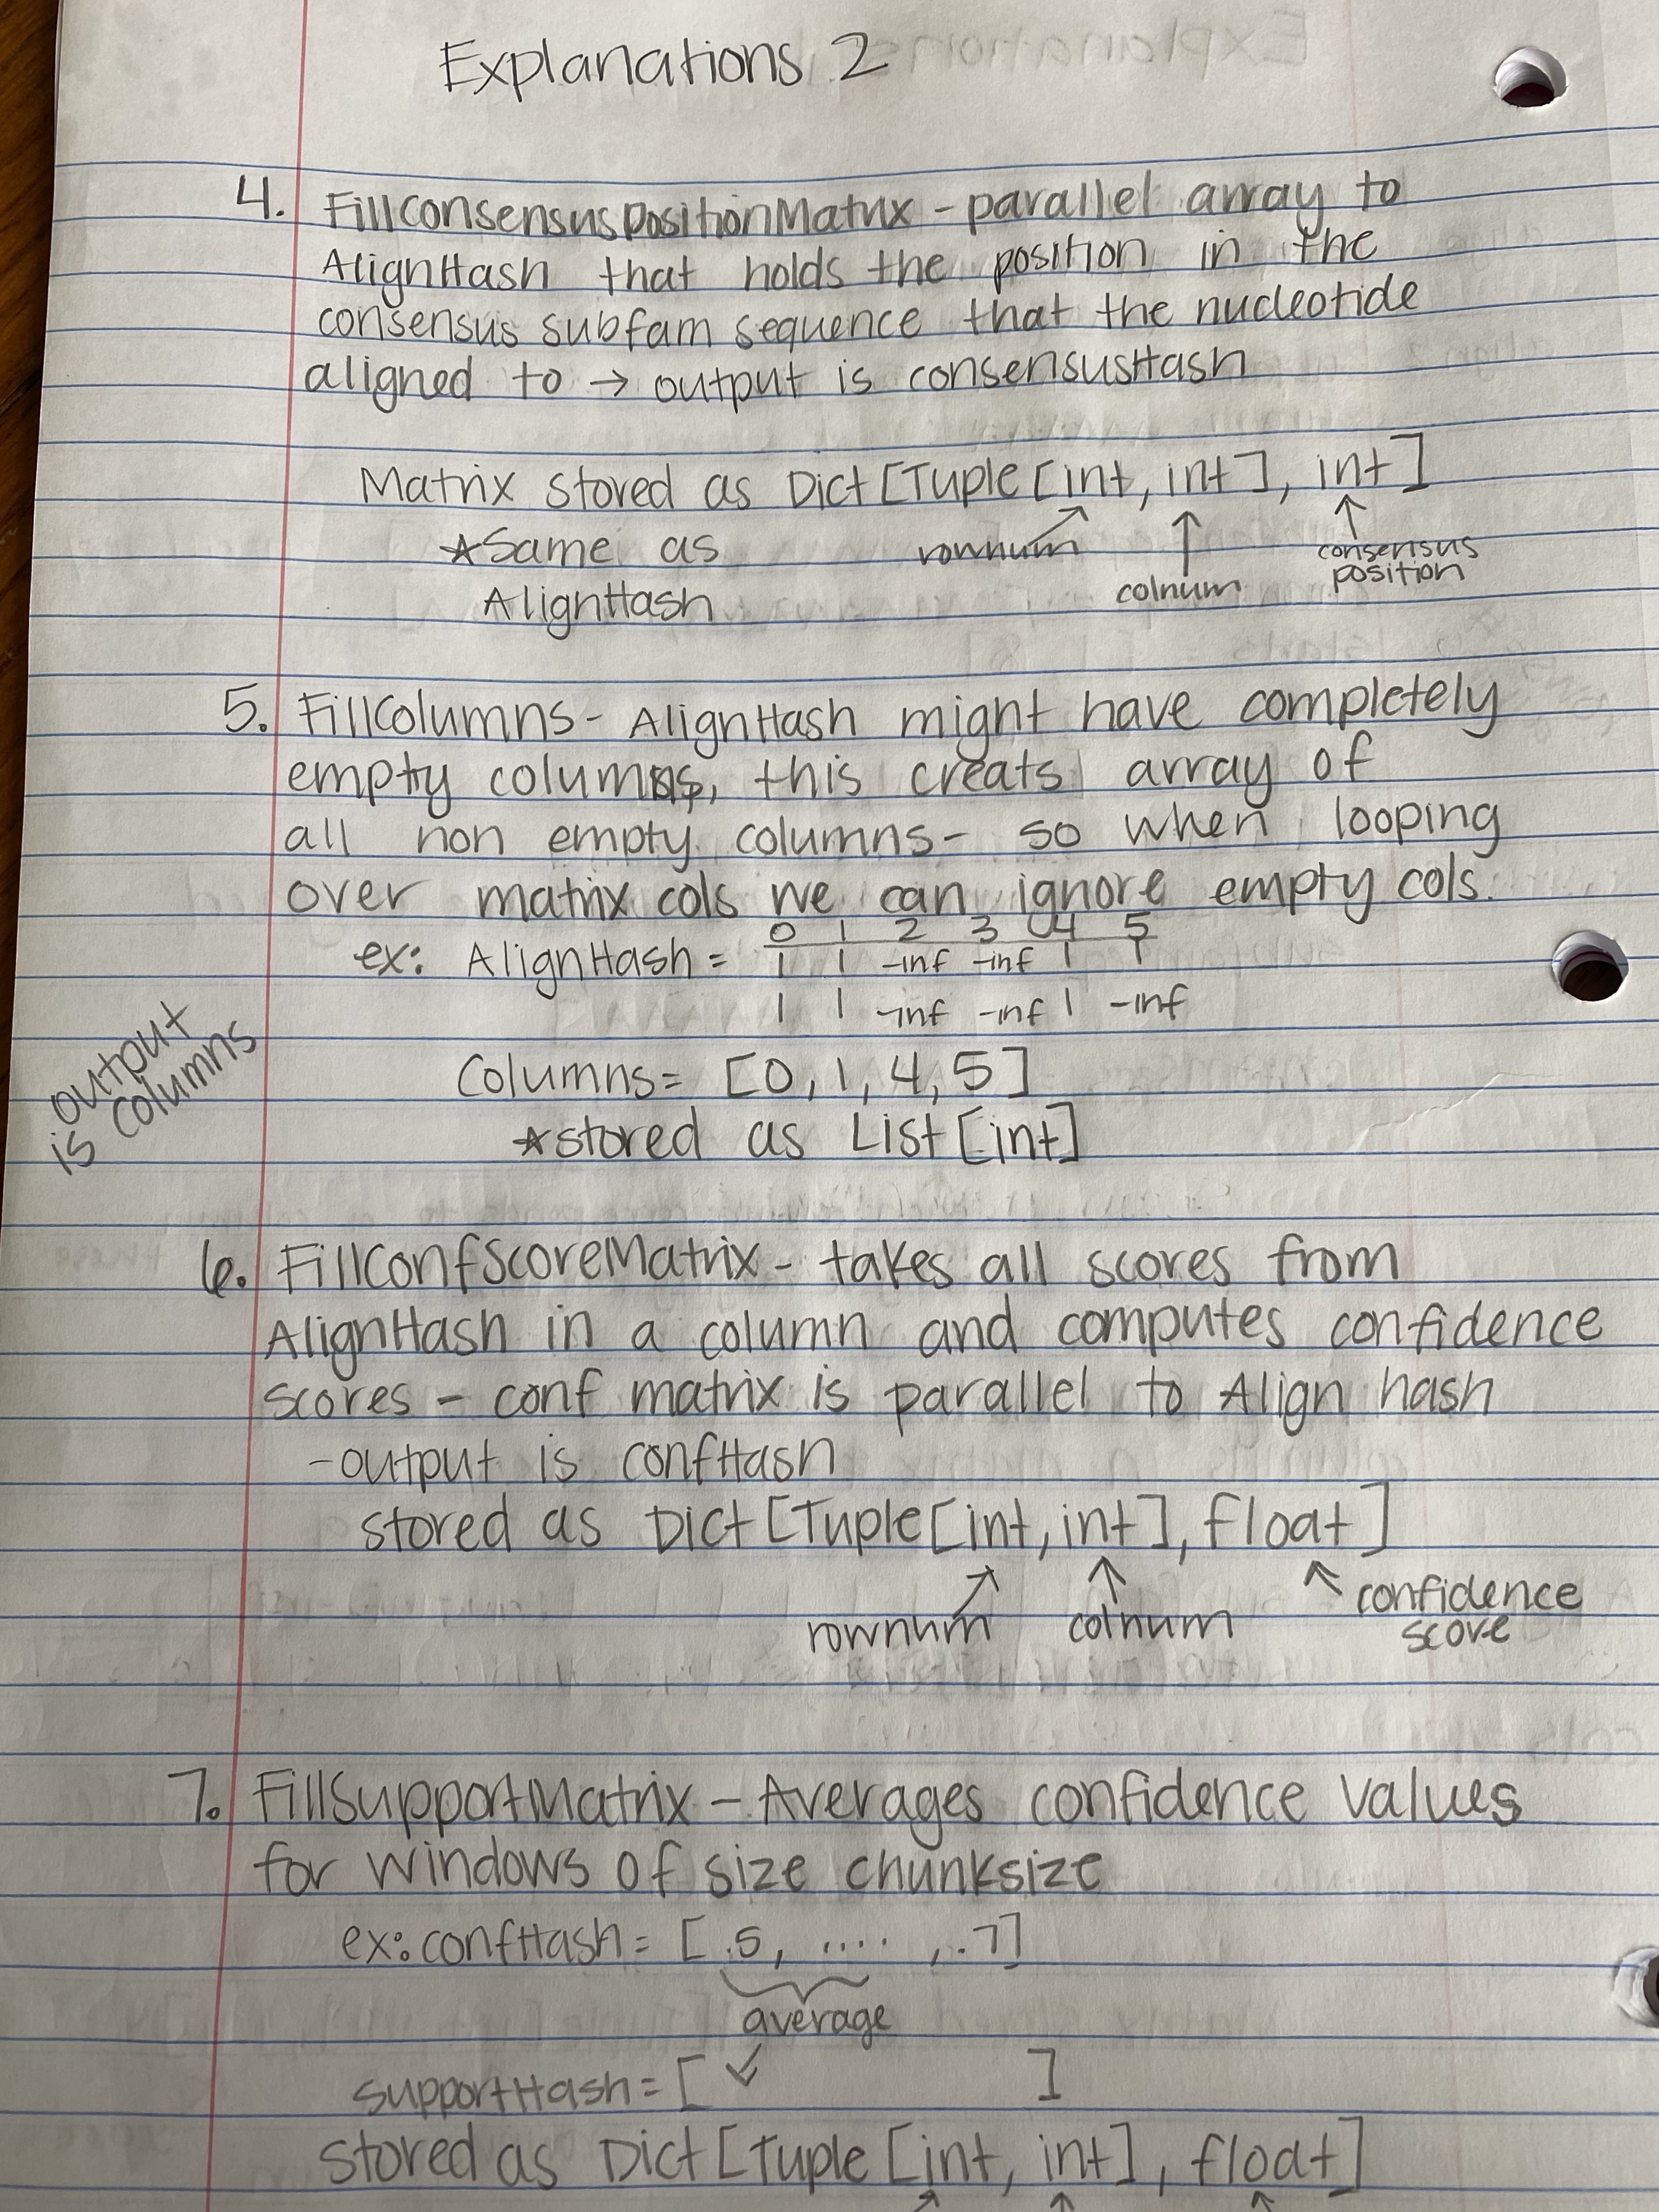 Explanations 2
4. FillConsensusPositionMatrix - parallel array to
AlignHash that holds the position in the
consensus subfam sequence that the nucleotide
aligned to → output is consensusHash
Matrix stored as Dict[Tuple[int, int], int]
★Same as
AlignHash
rownum
colnum
consensus
position
5. FillColumns - AlignHash might have completely
empty columns, this creats array of
all non empty columns - so when looping
over matrix cols we can ignore empty cols.
0 1 2 3 4 5
ex: AlignHash = 1 1 -inf -inf 1 1
1 1 -inf -inf 1 -inf
output
is columns
Columns = [0, 1, 4, 5]
★stored as List[int]
6. FillConfScoreMatrix - takes all scores from
AlignHash in a column and computes confidence
scores - conf matrix is parallel to Align hash
-output is confHash
stored as Dict[Tuple[int, int], float]
rownum colnum confidence
score
7. FillSupportMatrix - Averages confidence values
for windows of size chunksize
ex: confHash = [.5, .... , .7]
average
supportHash = [ ]
stored as Dict[Tuple[int, int], float]